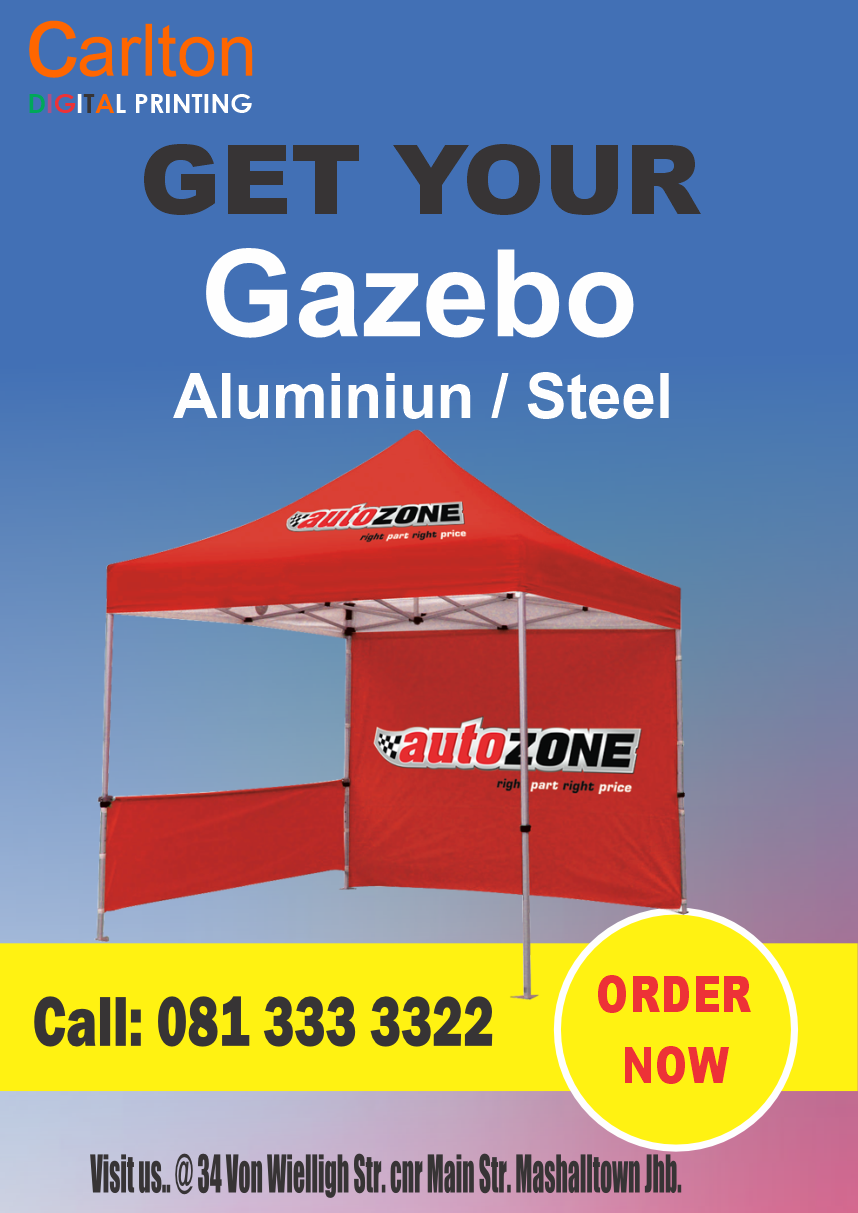 Carlton
DIGITAL PRINTING
GET YOUR
Gazebo
Aluminiun / Steel
autoZONE
right part right price
autoZONE
right part right price
Call: 081 333 3322
ORDER
NOW
Visit us.. @ 34 Von Wielligh Str. cnr Main Str. Mashalltown Jhb.